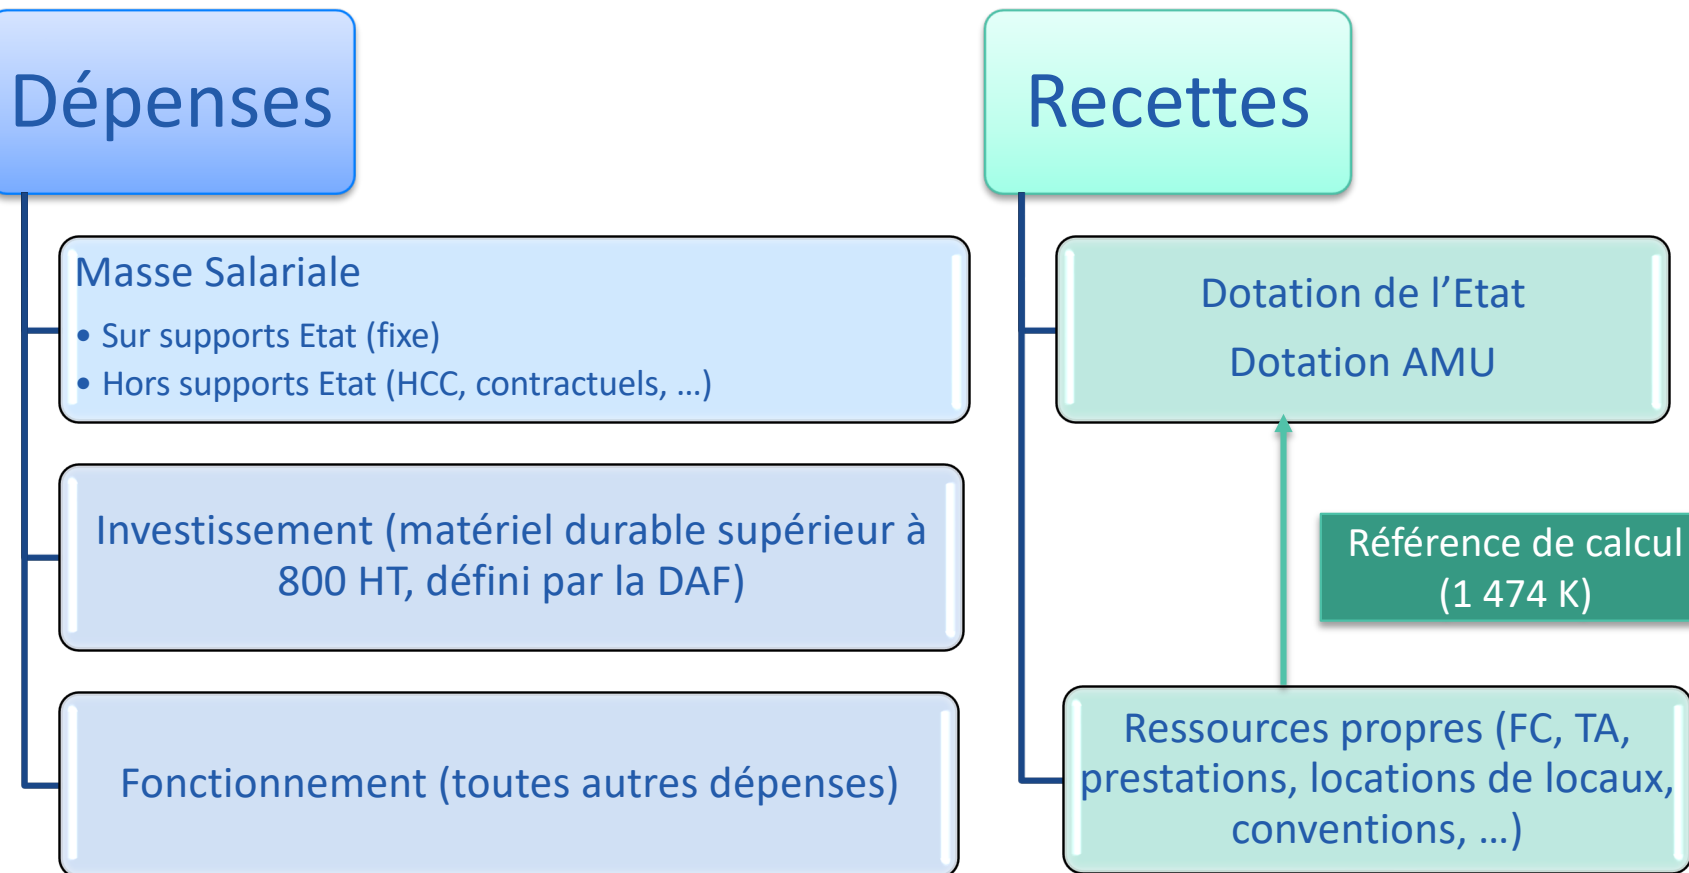 Dépenses
Masse Salariale
• Sur supports Etat (fixe)
• Hors supports Etat (HCC, contractuels, …)
Investissement (matériel durable supérieur à
800 HT, défini par la DAF)
Fonctionnement (toutes autres dépenses)
Recettes
Dotation de l’Etat
Dotation AMU
Référence de calcul
(1 474 K)
Ressources propres (FC, TA,
prestations, locations de locaux,
conventions, …)